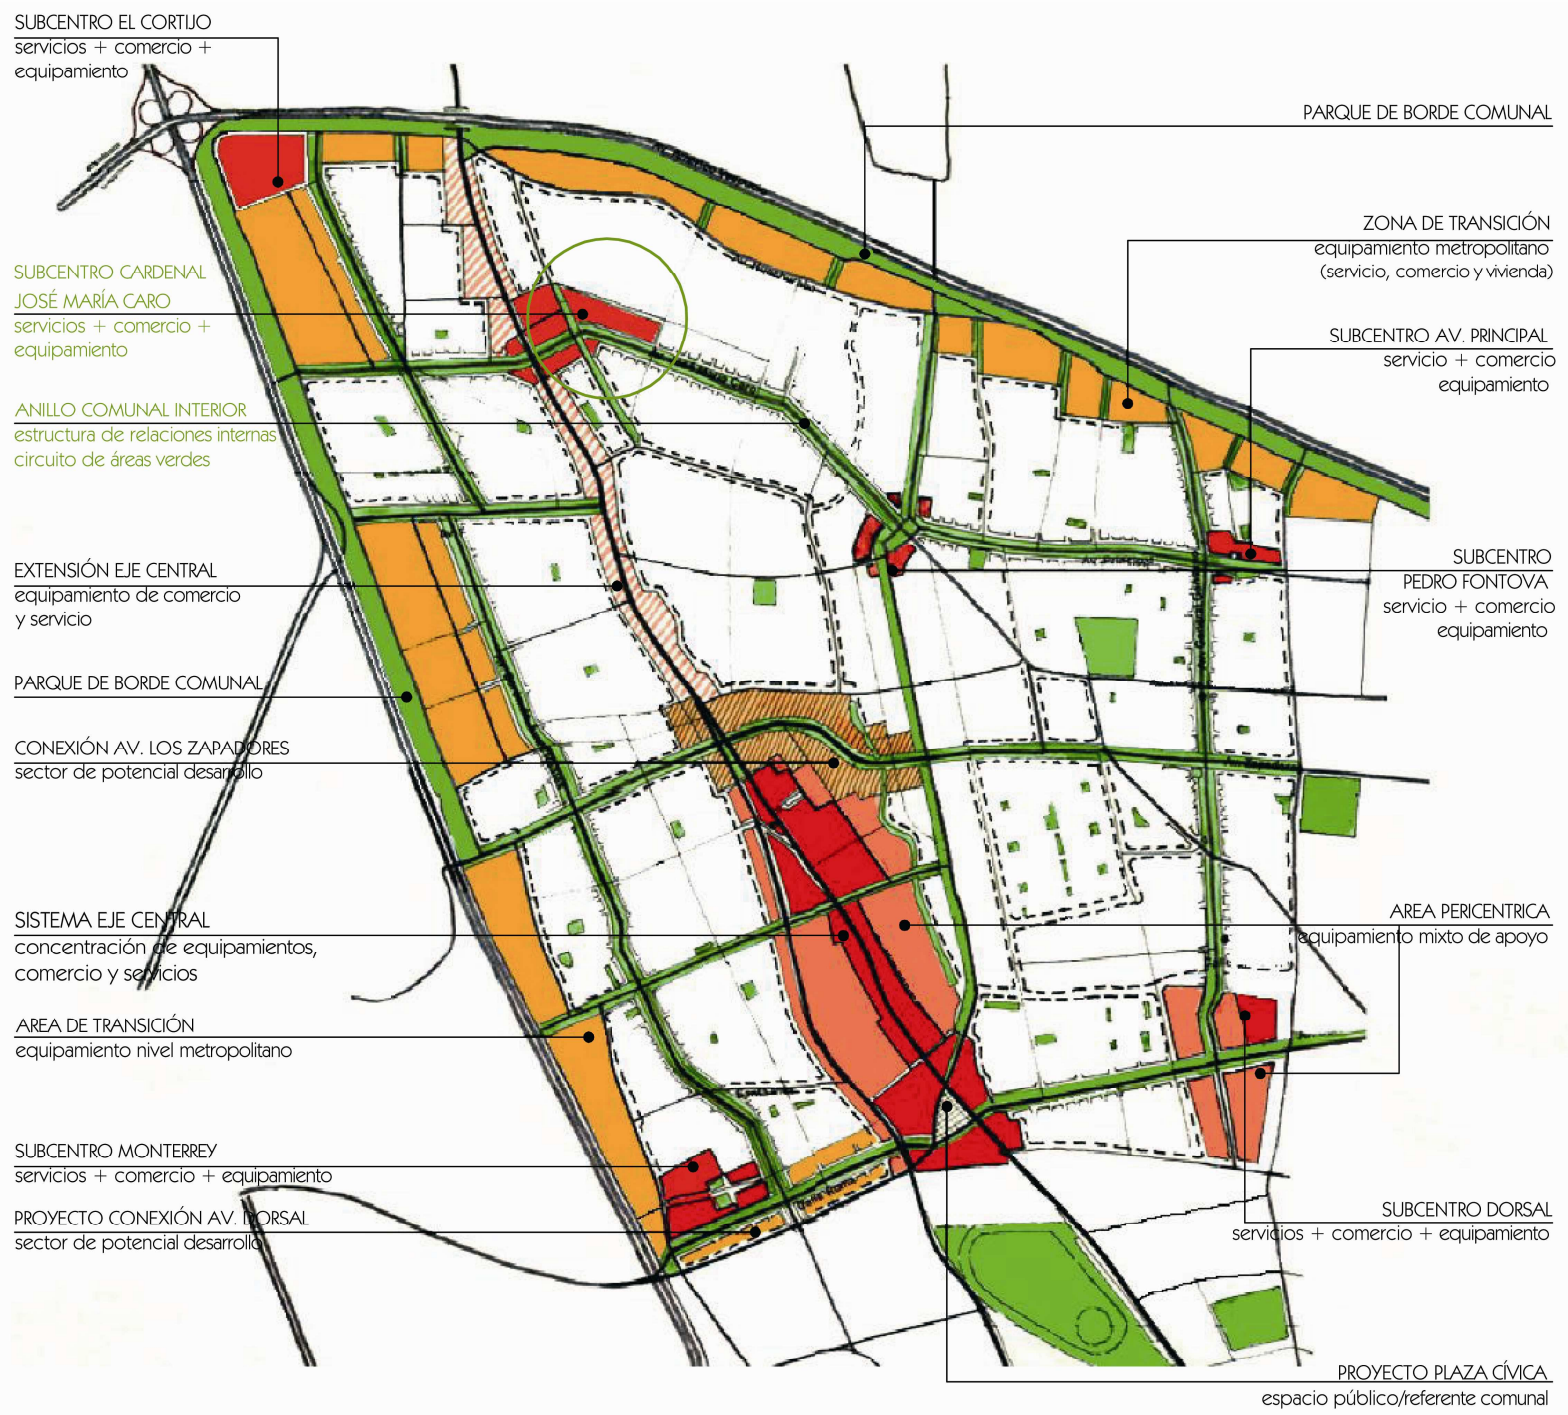 SUBCENTRO EL CORTIJO
servicios + comercio +
equipamiento
SUBCENTRO CARDENAL
JOSÉ MARÍA CARO
servicios + comercio +
equipamiento
ANILLO COMUNAL INTERIOR
estructura de relaciones internas
circuito de áreas verdes
EXTENSIÓN EJE CENTRAL
equipamiento de comercio
y servicio
PARQUE DE BORDE COMUNAL
CONEXIÓN AV. LOS ZAPADORES
sector de potencial desarrollo
SISTEMA EJE CENTRAL
concentración de equipamientos,
comercio y servicios
AREA DE TRANSICIÓN
equipamiento nivel metropolitano
SUBCENTRO MONTERREY
servicios + comercio + equipamiento
PROYECTO CONEXIÓN AV. DORSAL
sector de potencial desarrollo
PARQUE DE BORDE COMUNAL
ZONA DE TRANSICIÓN
equipamiento metropolitano
(servicio, comercio y vivienda)
SUBCENTRO AV. PRINCIPAL
servicio + comercio
equipamiento
SUBCENTRO
PEDRO FONTOVA
servicio + comercio
equipamiento
AREA PERICENTRICA
equipamiento mixto de apoyo
SUBCENTRO DORSAL
servicios + comercio + equipamiento
PROYECTO PLAZA CÍVICA
espacio público/referente comunal